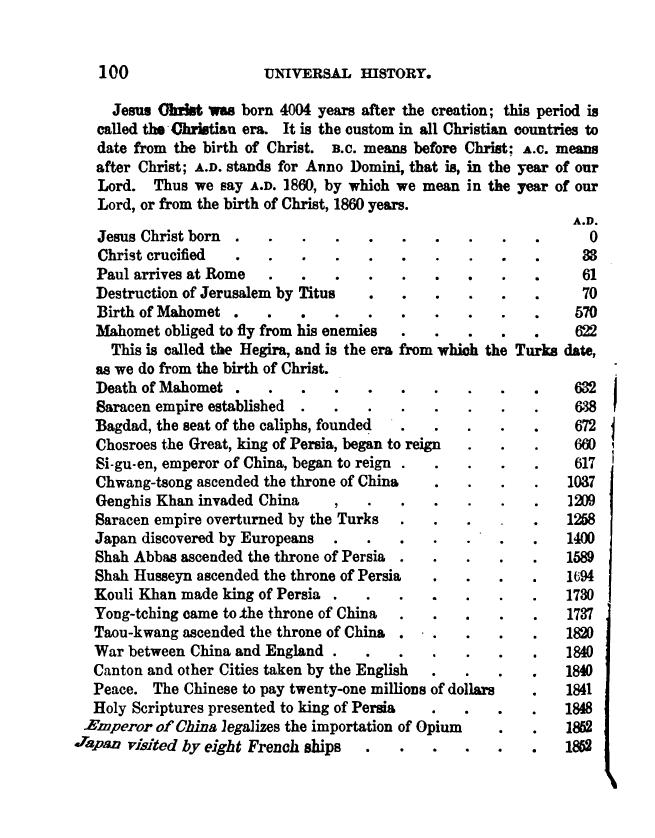 100 UNIVERSAL HISTORY.
Jesus Christ was born 4004 years after the creation; this period is
called the Christian era. It is the custom in all Christian countries to
date from the birth of Christ. B.C. means before Christ; A.C. means
after Christ; A.D. stands for Anno Domini, that is, in the year of our
Lord. Thus we say A.D. 1860, by which we mean in the year of our
Lord, or from the birth of Christ, 1860 years.
A.D.
Jesus Christ born . . . . . . . . . . 0
Christ crucified . . . . . . . . . . 33
Paul arrives at Rome . . . . . . . . . 61
Destruction of Jerusalem by Titus . . . . . . 70
Birth of Mahomet . . . . . . . . . . 570
Mahomet obliged to fly from his enemies . . . . . 622
This is called the Hegira, and is the era from which the Turks date,
as we do from the birth of Christ.
Death of Mahomet . . . . . . . . . . 632
Saracen empire established . . . . . . . . 638
Bagdad, the seat of the caliphs, founded . . . . . 672
Chosroes the Great, king of Persia, began to reign . . . 660
Si-gu-en, emperor of China, began to reign . . . . . 617
Chwang-tsong ascended the throne of China . . . . 1037
Genghis Khan invaded China , . . . . . . 1209
Saracen empire overturned by the Turks . . . . . 1258
Japan discovered by Europeans . . . . . . . 1400
Shah Abbas ascended the throne of Persia . . . . . 1589
Shah Husseyn ascended the throne of Persia . . . . 1694
Kouli Khan made king of Persia . . . . . . . 1730
Yong-tching came to the throne of China . . . . . 1737
Taou-kwang ascended the throne of China . . . . . 1820
War between China and England . . . . . . . 1840
Canton and other Cities taken by the English . . . . 1840
Peace. The Chinese to pay twenty-one millions of dollars . 1841
Holy Scriptures presented to king of Persia . . . . 1848
Emperor of China legalizes the importation of Opium . . 1852
Japan visited by eight French ships . . . . . . 1852